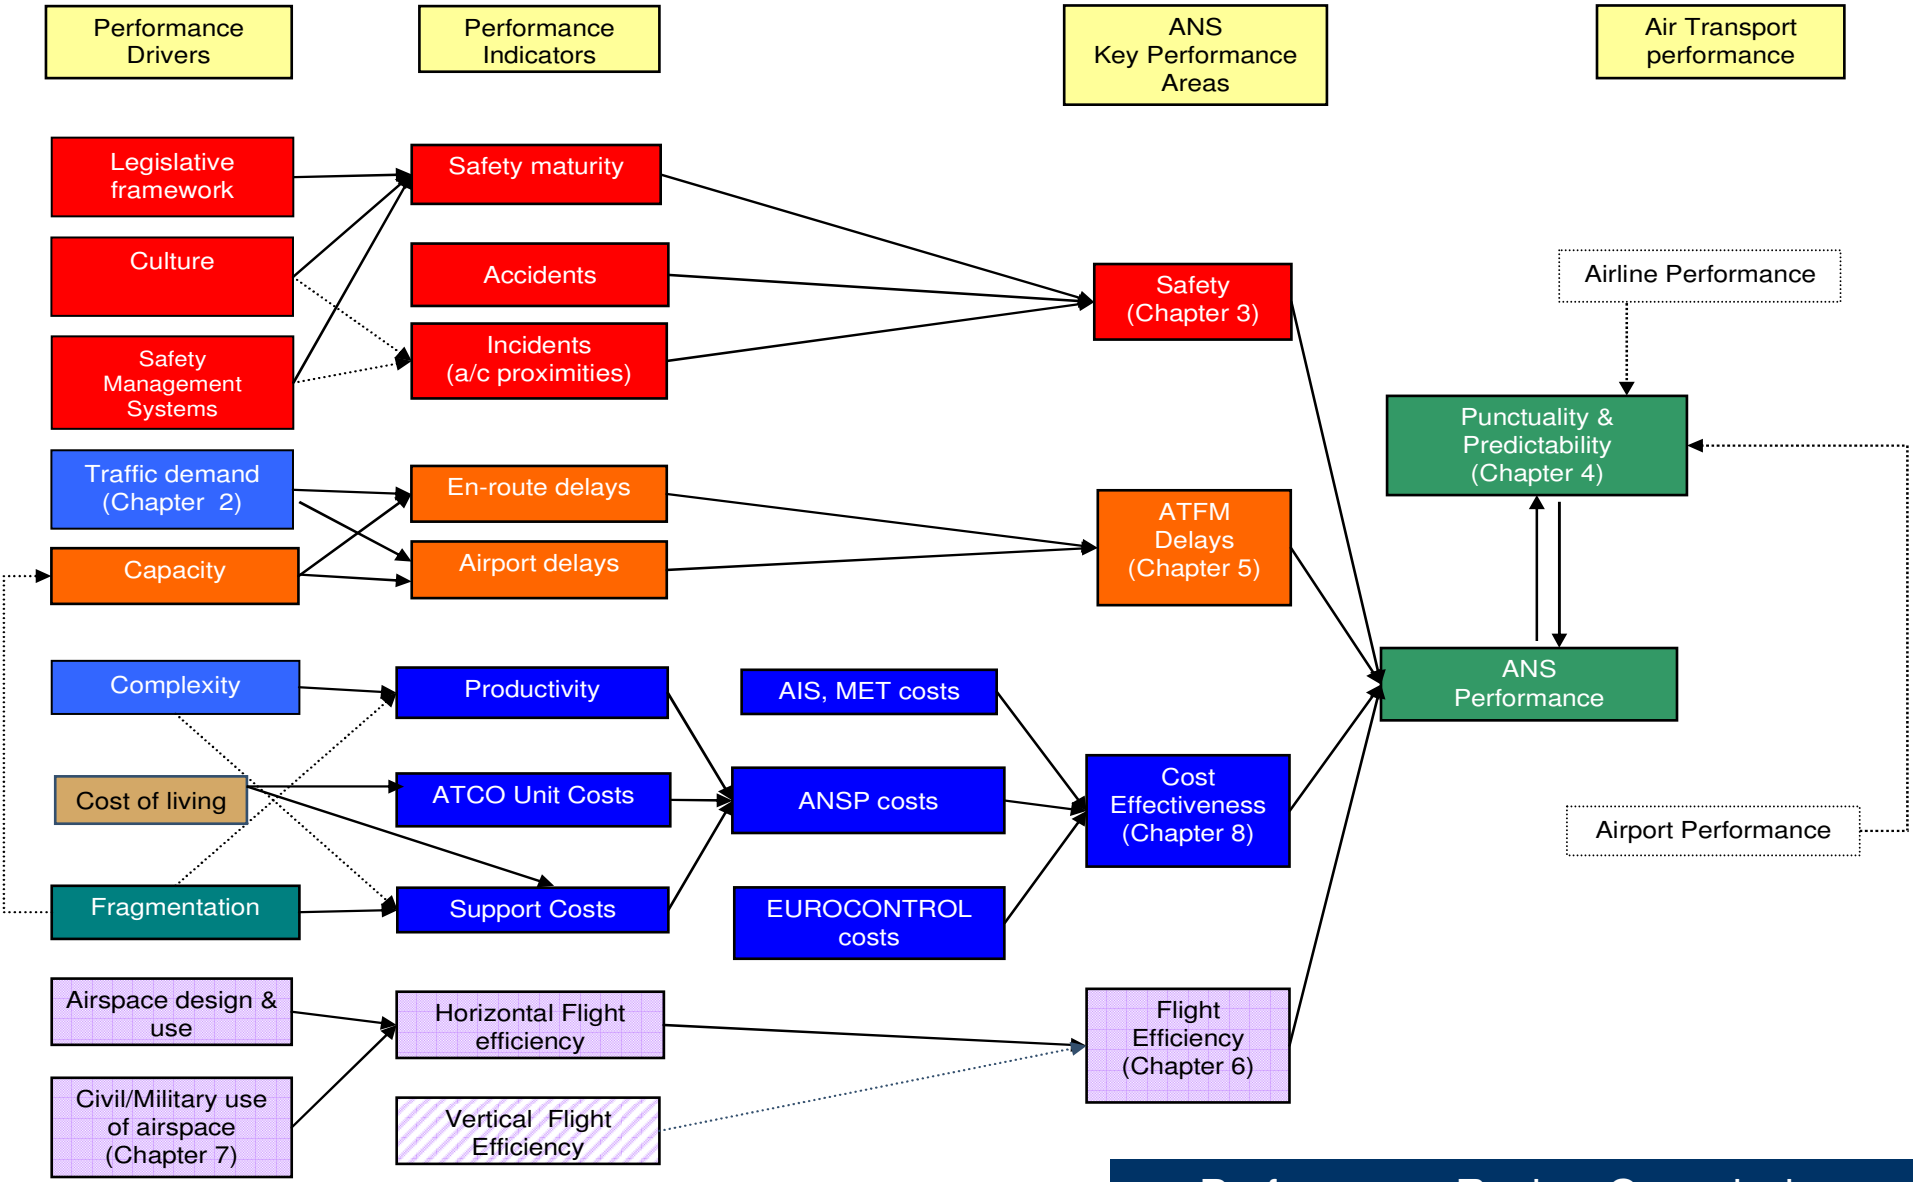 Performance
Drivers
Performance
Indicators
ANS
Key Performance
Areas
Air Transport
performance
Legislative
framework
Safety maturity
Culture
Accidents
Safety
(Chapter 3)
Airline Performance
Safety
Management
Systems
Incidents
(a/c proximities)
Punctuality &
Predictability
(Chapter 4)
Traffic demand
(Chapter  2)
En-route delays
ATFM
Delays
(Chapter 5)
Capacity
Airport delays
Complexity
Productivity
AIS, MET costs
ANS
Performance
Cost of living
ATCO Unit Costs
ANSP costs
Cost
Effectiveness
(Chapter 8)
Airport Performance
Fragmentation
Support Costs
EUROCONTROL
costs
Airspace design &
use
Horizontal Flight
efficiency
Flight
Efficiency
(Chapter 6)
Civil/Military use
of airspace
(Chapter 7)
Vertical  Flight
Efficiency